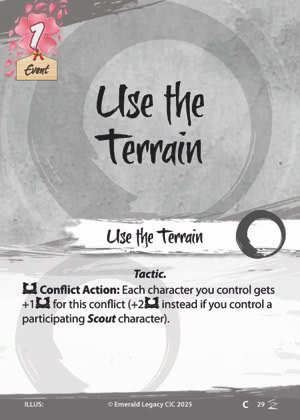 1
Event
Use the
Terrain
Use the Terrain
Tactic.
Conflict Action: Each character you control gets
+1 for this conflict (+2 instead if you control a
participating Scout character).
ILLUS:
© Emerald Legacy CIC 2025
C 29